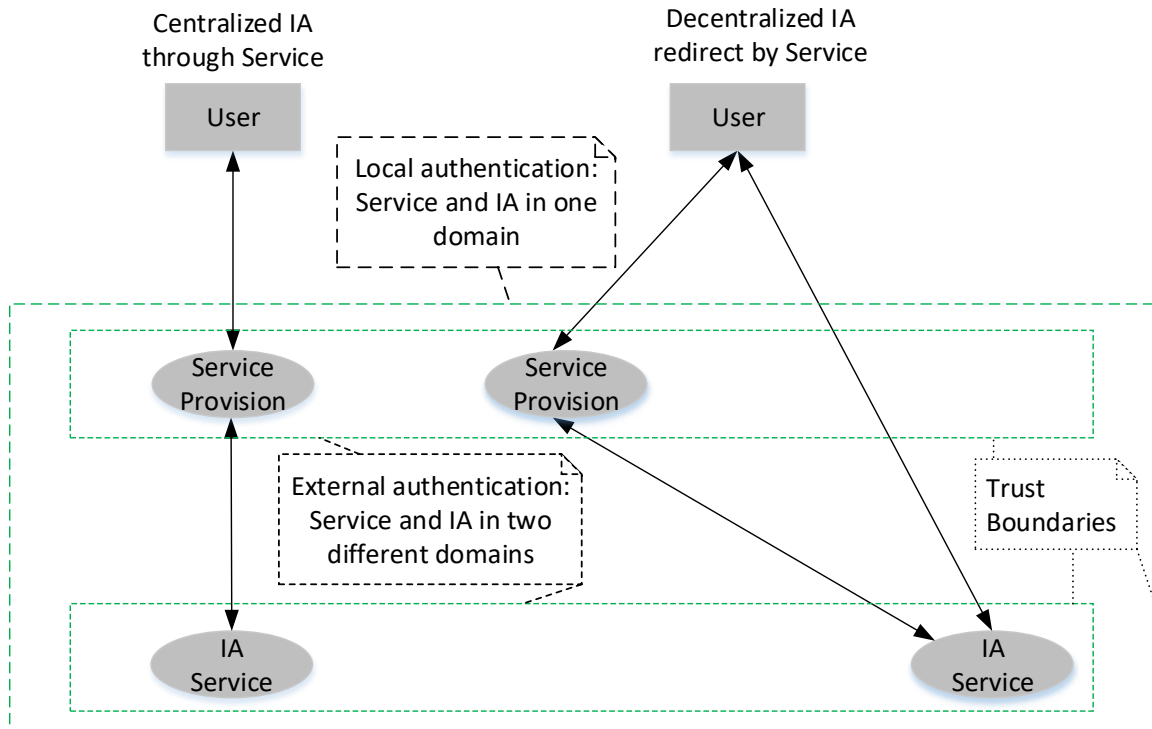 Centralized IA
through Service
Decentralized IA
redirect by Service
User
User
Local authentication:
Service and IA in one
domain
Service
Provision
Service
Provision
External authentication:
Service and IA in two
different domains
Trust
Boundaries
IA
Service
IA
Service